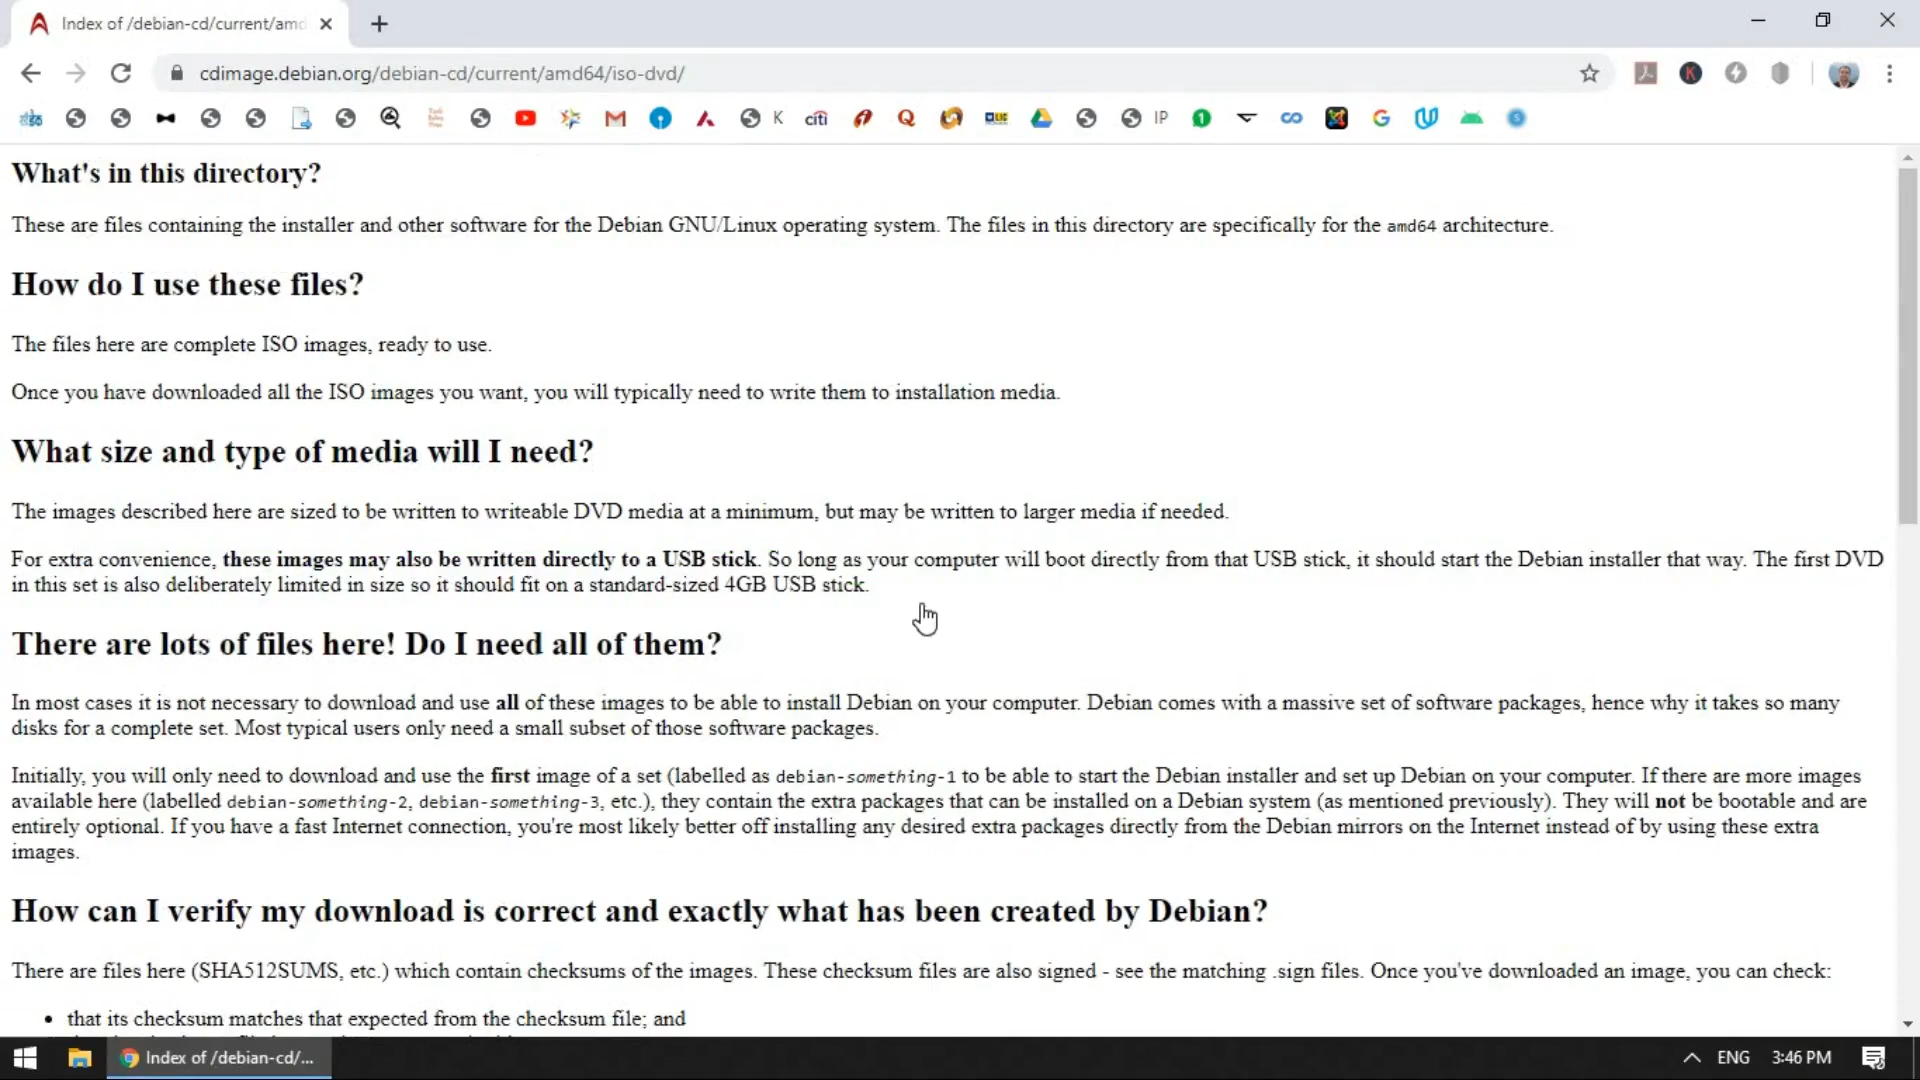 Index of /debian-cd/current/amd
cdimage.debian.org/debian-cd/current/amd64/iso-dvd/
K citi LIC IP 1
What's in this directory?
These are files containing the installer and other software for the Debian GNU/Linux operating system. The files in this directory are specifically for the amd64 architecture.
How do I use these files?
The files here are complete ISO images, ready to use.
Once you have downloaded all the ISO images you want, you will typically need to write them to installation media.
What size and type of media will I need?
The images described here are sized to be written to writeable DVD media at a minimum, but may be written to larger media if needed.
For extra convenience, these images may also be written directly to a USB stick. So long as your computer will boot directly from that USB stick, it should start the Debian installer that way. The first DVD
in this set is also deliberately limited in size so it should fit on a standard-sized 4GB USB stick.
There are lots of files here! Do I need all of them?
In most cases it is not necessary to download and use all of these images to be able to install Debian on your computer. Debian comes with a massive set of software packages, hence why it takes so many
disks for a complete set. Most typical users only need a small subset of those software packages.
Initially, you will only need to download and use the first image of a set (labelled as debian-something-1 to be able to start the Debian installer and set up Debian on your computer. If there are more images
available here (labelled debian-something-2, debian-something-3, etc.), they contain the extra packages that can be installed on a Debian system (as mentioned previously). They will not be bootable and are
entirely optional. If you have a fast Internet connection, you're most likely better off installing any desired extra packages directly from the Debian mirrors on the Internet instead of by using these extra
images.
How can I verify my download is correct and exactly what has been created by Debian?
There are files here (SHA512SUMS, etc.) which contain checksums of the images. These checksum files are also signed - see the matching .sign files. Once you've downloaded an image, you can check:
• that its checksum matches that expected from the checksum file; and
Index of /debian-cd/... ENG 3:46 PM